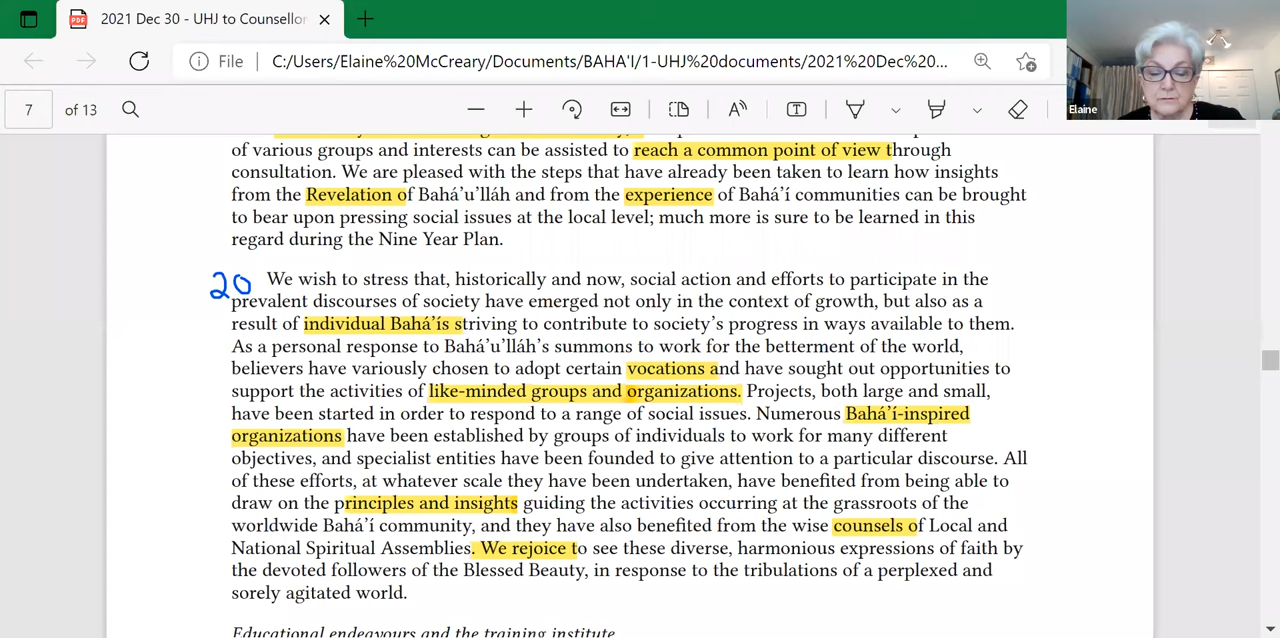 2021 Dec 30 - UHJ to Counsello
File
C:/Users/Elaine%20McCreary/Documents/BAHA'I/1-UHJ%20documents/2021%20Dec%20...
7 of 13
Elaine
of various groups and interests can be assisted to reach a common point of view through
consultation. We are pleased with the steps that have already been taken to learn how insights
from the Revelation of Bahá’u’lláh and from the experience of Bahá’í communities can be brought
to bear upon pressing social issues at the local level; much more is sure to be learned in this
regard during the Nine Year Plan.
20
We wish to stress that, historically and now, social action and efforts to participate in the
prevalent discourses of society have emerged not only in the context of growth, but also as a
result of individual Bahá’ís striving to contribute to society’s progress in ways available to them.
As a personal response to Bahá’u’lláh’s summons to work for the betterment of the world,
believers have variously chosen to adopt certain vocations and have sought out opportunities to
support the activities of like-minded groups and organizations. Projects, both large and small,
have been started in order to respond to a range of social issues. Numerous Bahá’í-inspired
organizations have been established by groups of individuals to work for many different
objectives, and specialist entities have been founded to give attention to a particular discourse. All
of these efforts, at whatever scale they have been undertaken, have benefited from being able to
draw on the principles and insights guiding the activities occurring at the grassroots of the
worldwide Bahá’í community, and they have also benefited from the wise counsels of Local and
National Spiritual Assemblies. We rejoice to see these diverse, harmonious expressions of faith by
the devoted followers of the Blessed Beauty, in response to the tribulations of a perplexed and
sorely agitated world.
Educational endeavours and the training institute